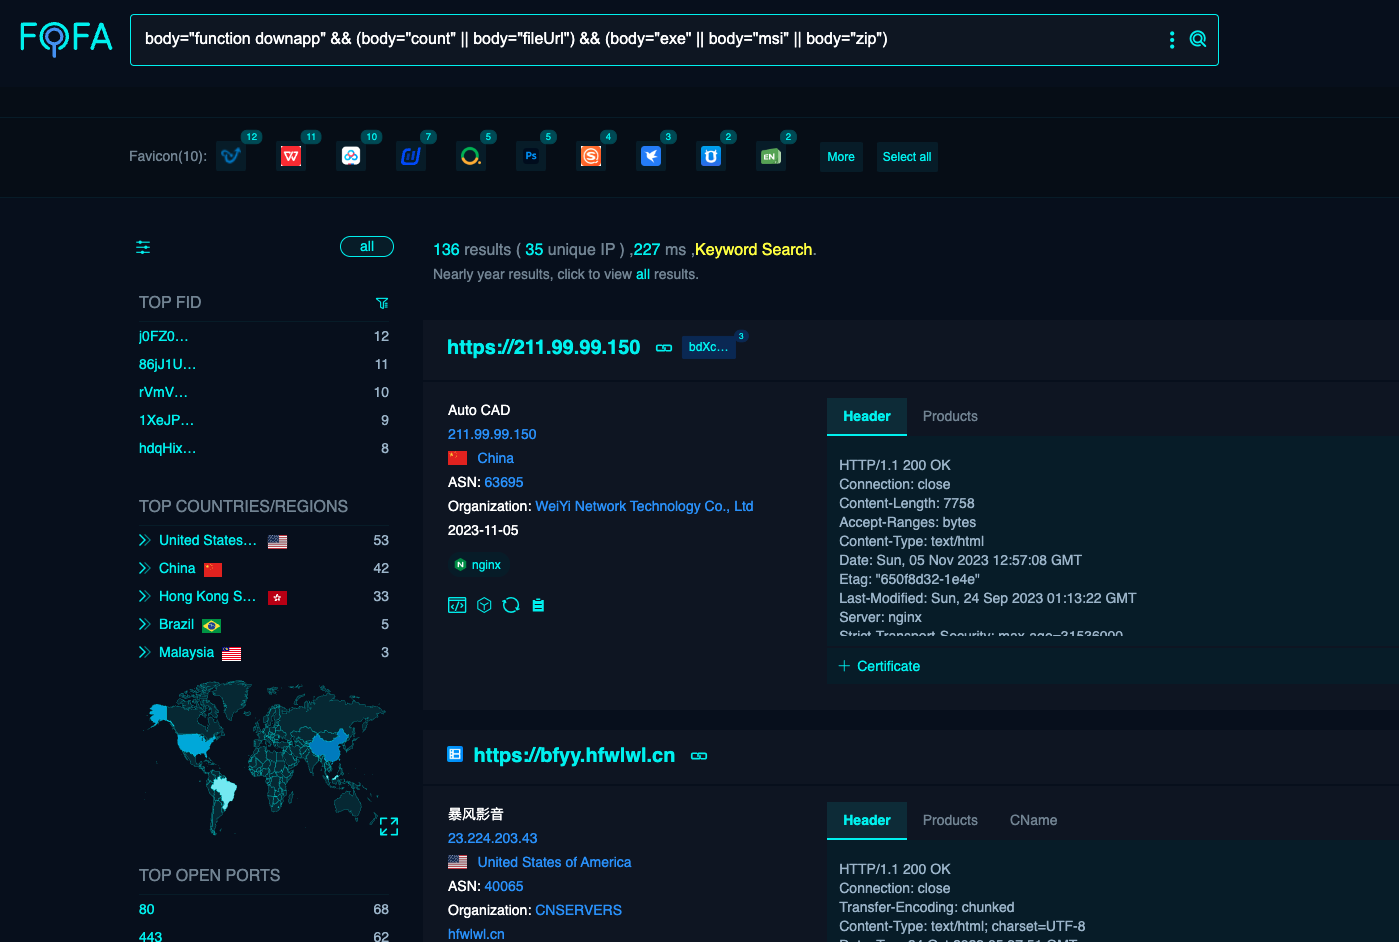 FOFA
body="function downapp" && (body="count" || body="fileUrl") && (body="exe" || body="msi" || body="zip")
Favicon(10):
12
11
10
7
5
5
4
3
2
2
W
Ps
S
EN
More
Select all
all
136 results ( 35 unique IP ) ,227 ms ,Keyword Search.
Nearly year results, click to view all results.
TOP FID
j0FZ0... 12
86jJ1U... 11
rVmV... 10
1XeJP... 9
hdqHix... 8
TOP COUNTRIES/REGIONS
United States... 53
China 42
Hong Kong S... 33
Brazil 5
Malaysia 3
TOP OPEN PORTS
80 68
443 62
https://211.99.99.150 bdXc... 3
Auto CAD
211.99.99.150
China
ASN: 63695
Organization: WeiYi Network Technology Co., Ltd
2023-11-05
N nginx
Header Products
HTTP/1.1 200 OK
Connection: close
Content-Length: 7758
Accept-Ranges: bytes
Content-Type: text/html
Date: Sun, 05 Nov 2023 12:57:08 GMT
Etag: "650f8d32-1e4e"
Last-Modified: Sun, 24 Sep 2023 01:13:22 GMT
Server: nginx
Strict-Transport-Security: max-age=31536000
+ Certificate
https://bfyy.hfwlwl.cn
暴风影音
23.224.203.43
United States of America
ASN: 40065
Organization: CNSERVERS
hfwlwl.cn
Header Products CName
HTTP/1.1 200 OK
Connection: close
Transfer-Encoding: chunked
Content-Type: text/html; charset=UTF-8